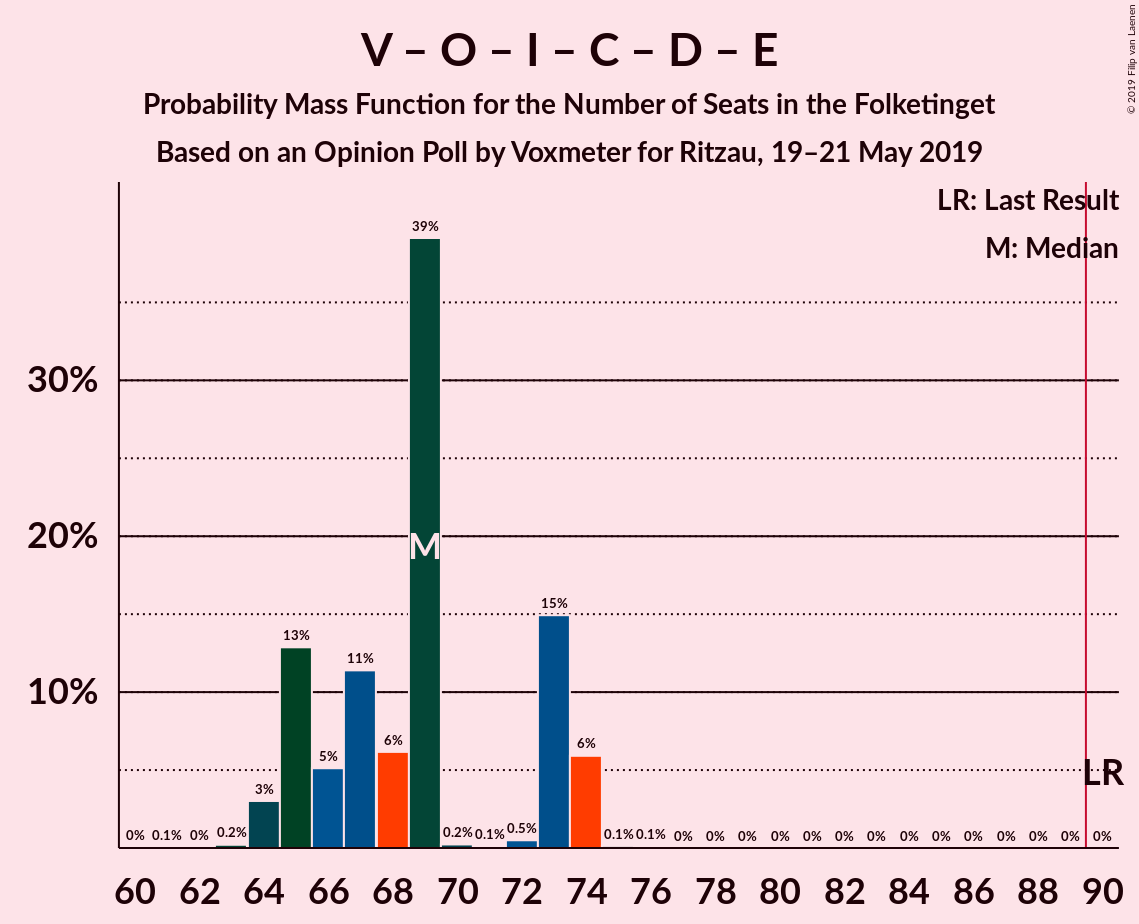 V – O – I – C – D – E
Probability Mass Function for the Number of Seats in the Folketinget
Based on an Opinion Poll by Voxmeter for Ritzau, 19–21 May 2019
© 2019 Filip van Laenen
LR: Last Result
M: Median
39%
30%
20%
M
15%
13%
11%
10%
6%
6%
5%
LR
3%
0% 0.1% 0% 0.2% 0.2% 0.1% 0.5% 0.1% 0.1% 0% 0% 0% 0% 0% 0% 0% 0% 0% 0% 0% 0% 0% 0%
60 62 64 66 68 70 72 74 76 78 80 82 84 86 88 90